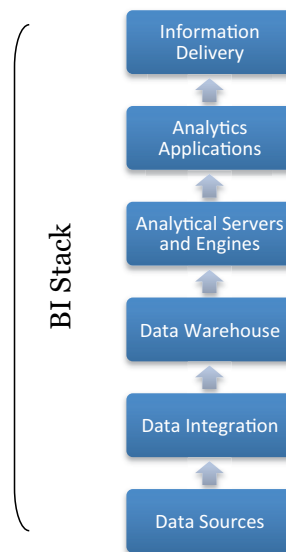 BI Stack
Information
Delivery
Analytics
Applications
Analytical Servers
and Engines
Data Warehouse
Data Integration
Data Sources